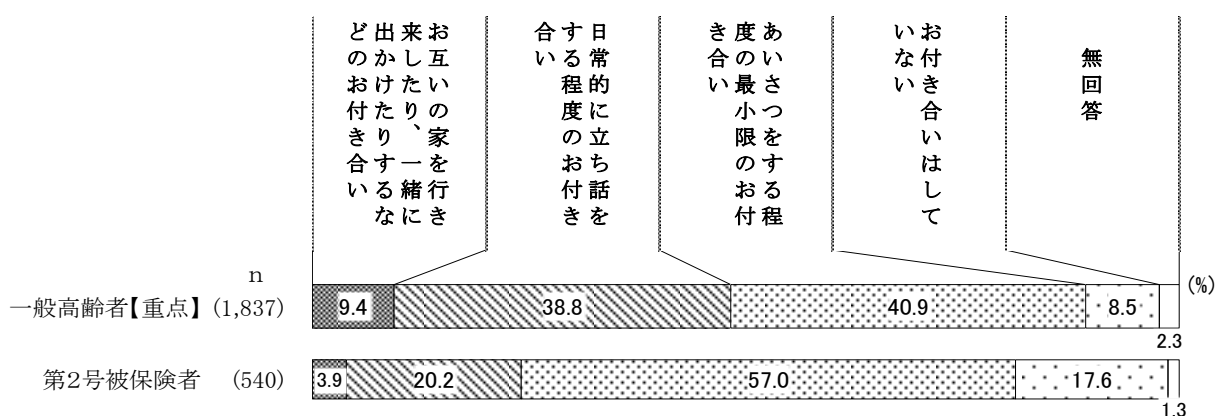 お互いの家を行き
来したり、一緒に
出かけたりするな
どのお付き合い
日常的に立ち話を
する程度のお付き
合い
あいさつをする程
度の最小限のお付
き合い
お付き合いはして
いない
無回答
n
(%)
一般高齢者【重点】 (1,837)
9.4
38.8
40.9
8.5
2.3
第2号被保険者 (540)
3.9
20.2
57.0
17.6
1.3